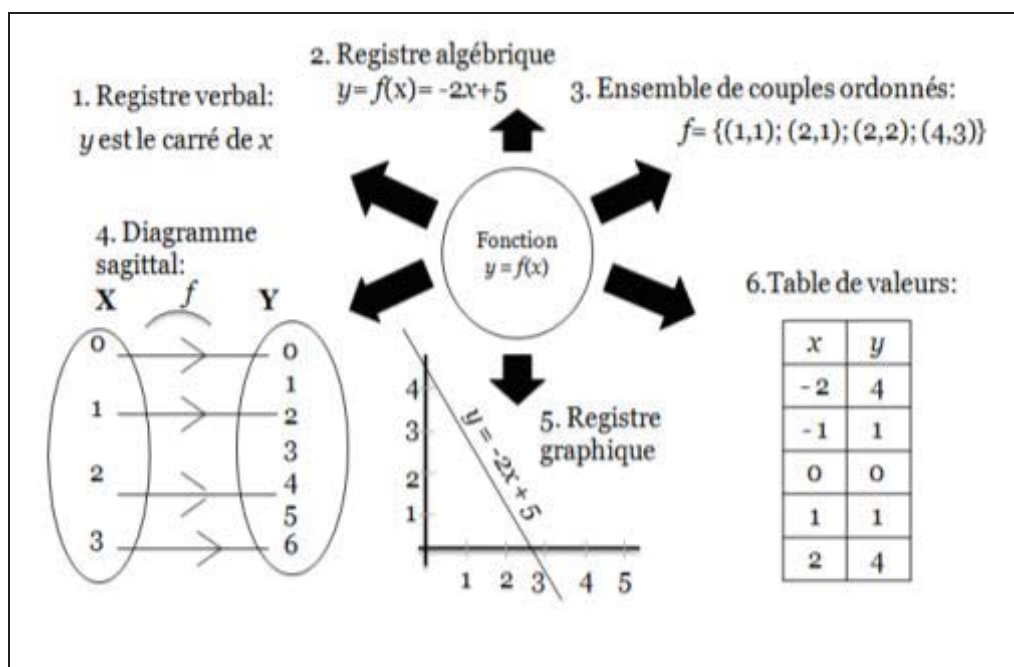 2. Registre algébrique
y= f(x)= -2x+5
1. Registre verbal:
y est le carré de x
3. Ensemble de couples ordonnés:
f= {(1,1); (2,1); (2,2); (4,3)}
Fonction
y = f(x)
4. Diagramme
sagittal:
X f Y
0 0
1
1 2
3
2 4
5
3 6
5. Registre
graphique
y = -2x + 5
4
3
2
1
1 2 3 4 5
6.Table de valeurs:
x y
-2 4
-1 1
0 0
1 1
2 4